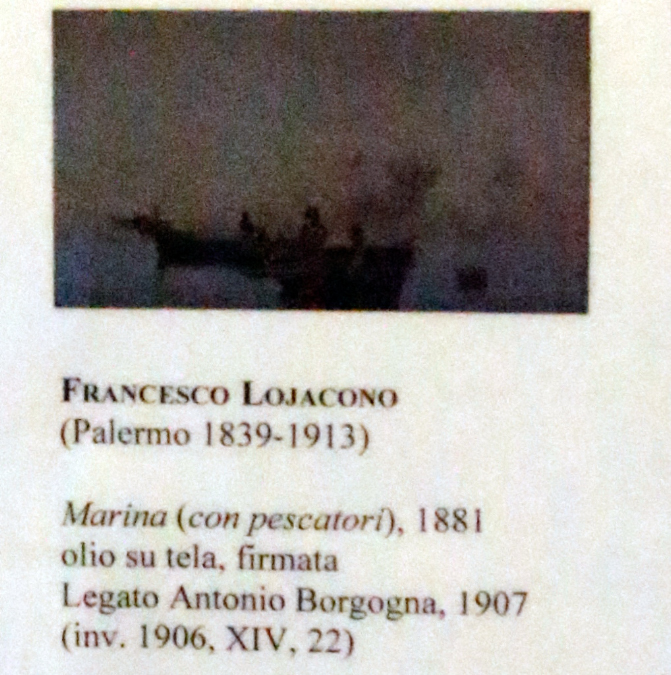 FRANCESCO LOJACONO
(Palermo 1839-1913)
Marina (con pescatori), 1881
olio su tela, firmata
Legato Antonio Borgogna, 1907
(inv. 1906, XIV, 22)